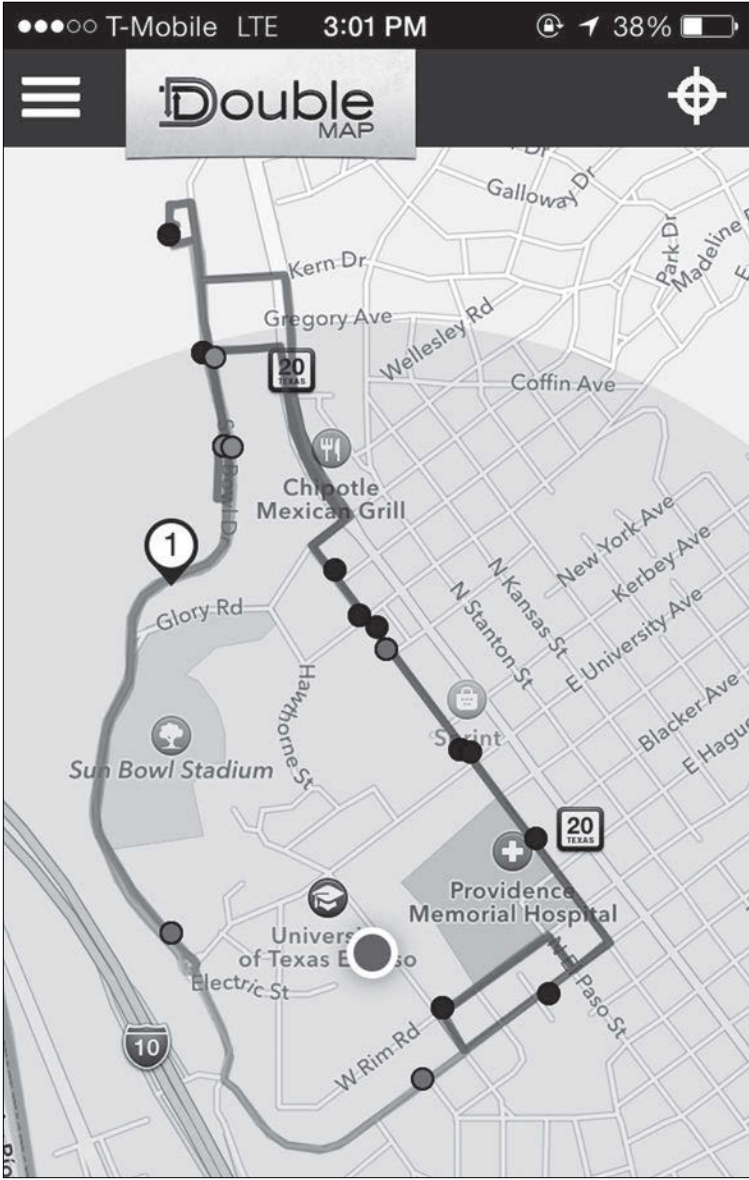 T-Mobile LTE 3:01 PM 38%
Double
MAP
Galloway Dr
Park Dr
Madeline
Kern Dr
Gregory Ave
Wellesley Rd
20
TEXAS
Coffin Ave
Chipotle
Mexican Grill
1
New York Ave
Kerbey Ave
N Kansas St
N Stanton St
E University Ave
Glory Rd
Hawthorne St
Blacker Ave
E Hague
Sprint
Sun Bowl Stadium
20
TEXAS
Providence
Memorial Hospital
of Texas
N El Paso St
Electric St
W Rim Rd
10